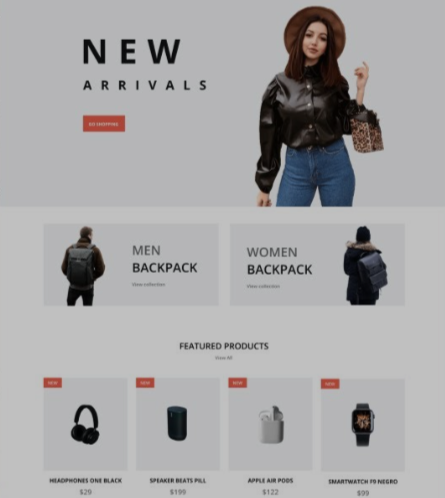 NEW
ARRIVALS
GO SHOPPING
MEN
BACKPACK
View collection
WOMEN
BACKPACK
View collection
FEATURED PRODUCTS
View All
NEW
NEW
NEW
NEW
HEADPHONES ONE BLACK
$29
SPEAKER BEATS PILL
$199
APPLE AIR PODS
$122
SMARTWATCH F9 NEGRO
$99